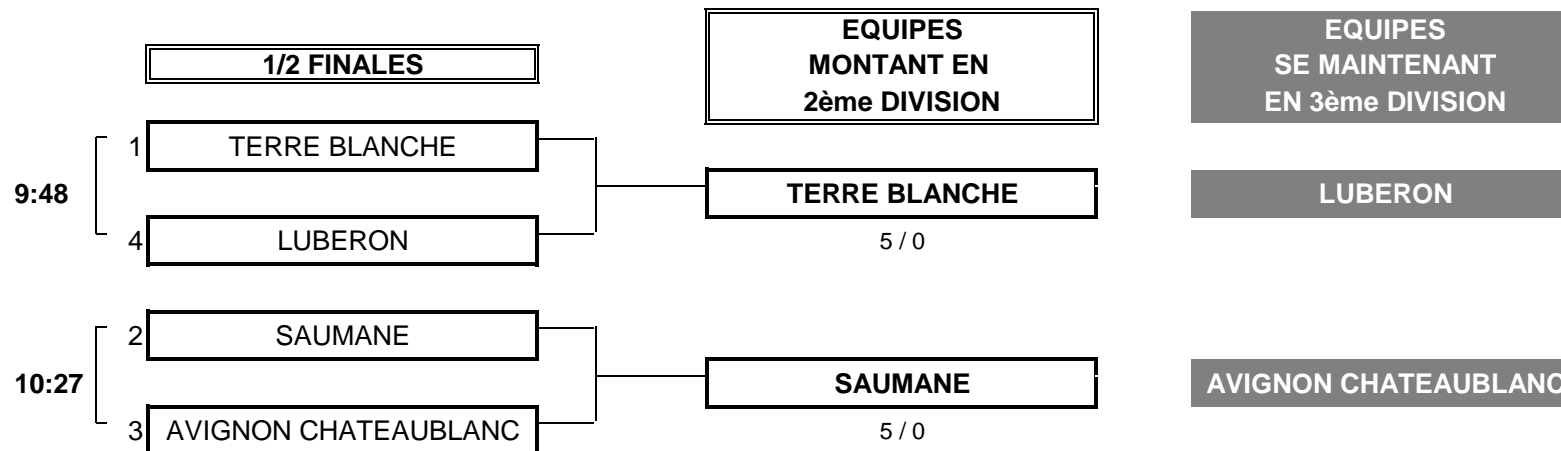 1/2 FINALES
EQUIPES
MONTANT EN
2ème DIVISION
EQUIPES
SE MAINTENANT
EN 3ème DIVISION
1 TERRE BLANCHE
9:48 TERRE BLANCHE LUBERON
4 LUBERON 5 / 0
2 SAUMANE
10:27 SAUMANE AVIGNON CHATEAUBLANC
3 AVIGNON CHATEAUBLANC 5 / 0